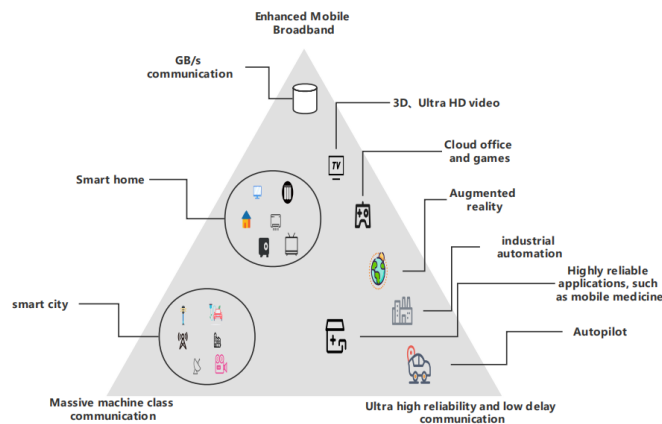 Enhanced Mobile
Broadband
GB/s
communication
3D、Ultra HD video
TV
Cloud office
and games
Smart home
Augmented
reality
industrial
automation
Highly reliable
applications, such
as mobile medicine
smart city
Autopilot
Massive machine class
communication
Ultra high reliability and low delay
communication